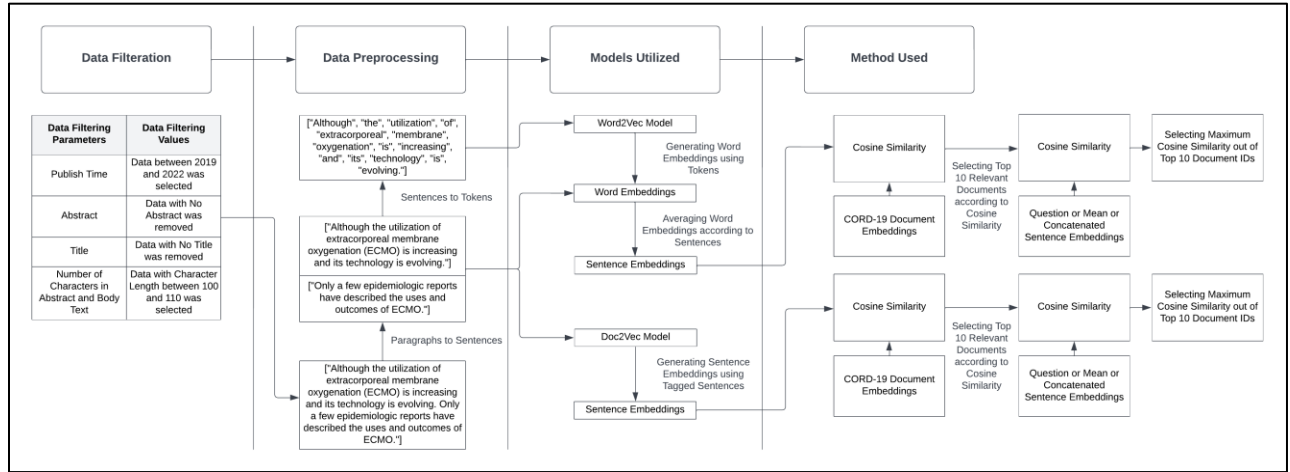 Data Filteration
Data Preprocessing
Models Utilized
Method Used
Data Filtering
Parameters
Data Filtering
Values
Publish Time
Data between 2019
and 2022 was
selected
Abstract
Data with No
Abstract was
removed
Title
Data with No Title
was removed
Number of
Characters in
Abstract and Body
Text
Data with Character
Length between 100
and 110 was
selected
["Although", "the", "utilization", "of",
"extracorporeal", "membrane",
"oxygenation", "is", "increasing",
"and", "its", "technology", "is",
"evolving."]
Sentences to Tokens
["Although the utilization of
extracorporeal membrane
oxygenation (ECMO) is increasing
and its technology is evolving."]
["Only a few epidemiologic reports
have described the uses and
outcomes of ECMO."]
Paragraphs to Sentences
["Although the utilization of
extracorporeal membrane
oxygenation (ECMO) is increasing
and its technology is evolving. Only
a few epidemiologic reports have
described the uses and outcomes of
ECMO."]
Word2Vec Model
Generating Word
Embeddings using
Tokens
Word Embeddings
Averaging Word
Embeddings according to
Sentences
Sentence Embeddings
Doc2Vec Model
Generating Sentence
Embeddings using
Tagged Sentences
Sentence Embeddings
Cosine Similarity
CORD-19 Document
Embeddings
Selecting Top
10 Relevant
Documents
according to
Cosine
Similarity
Cosine Similarity
Question or Mean or
Concatenated
Sentence Embeddings
Selecting Maximum
Cosine Similarity out of
Top 10 Document IDs
Cosine Similarity
CORD-19 Document
Embeddings
Selecting Top
10 Relevant
Documents
according to
Cosine
Similarity
Cosine Similarity
Question or Mean or
Concatenated
Sentence Embeddings
Selecting Maximum
Cosine Similarity out of
Top 10 Document IDs